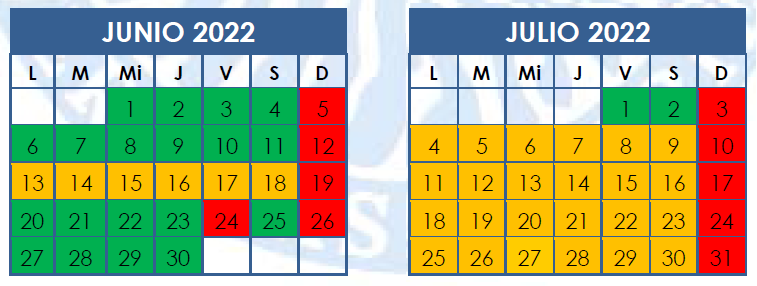 JUNIO 2022
L M Mi J V S D
1 2 3 4 5
6 7 8 9 10 11 12
13 14 15 16 17 18 19
20 21 22 23 24 25 26
27 28 29 30
JULIO 2022
L M Mi J V S D
1 2 3
4 5 6 7 8 9 10
11 12 13 14 15 16 17
18 19 20 21 22 23 24
25 26 27 28 29 30 31